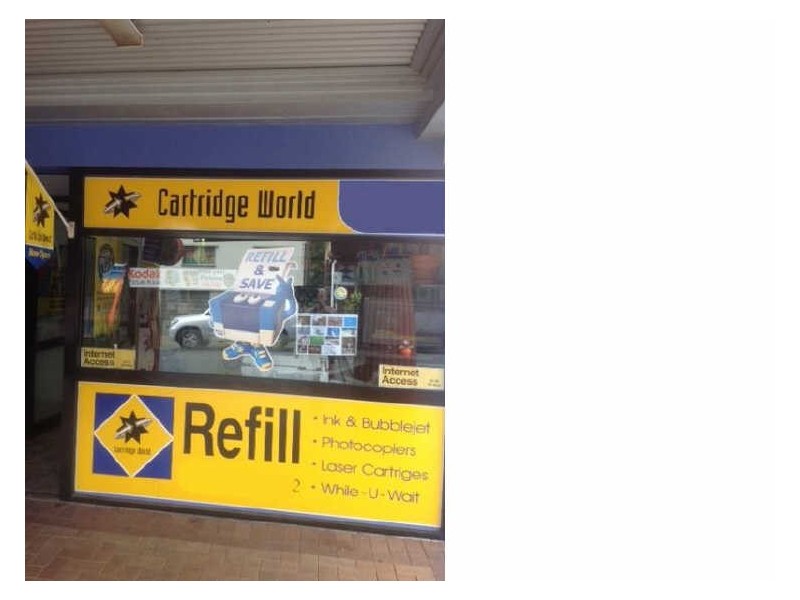 Cartridge World
REFILL
&
SAVE
Kodak
Internet
Access
Internet
Access
Cartridge World
Refill
• Ink & Bubblejet
• Photocopiers
• Laser Cartriges
2 • While-U-Wait